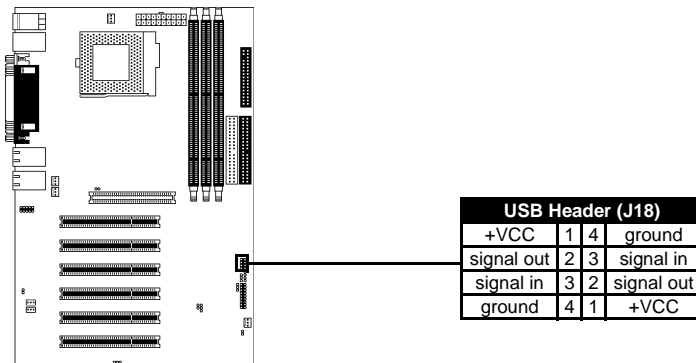 USB Header (J18)
+VCC 1 4 ground
signal out 2 3 signal in
signal in 3 2 signal out
ground 4 1 +VCC